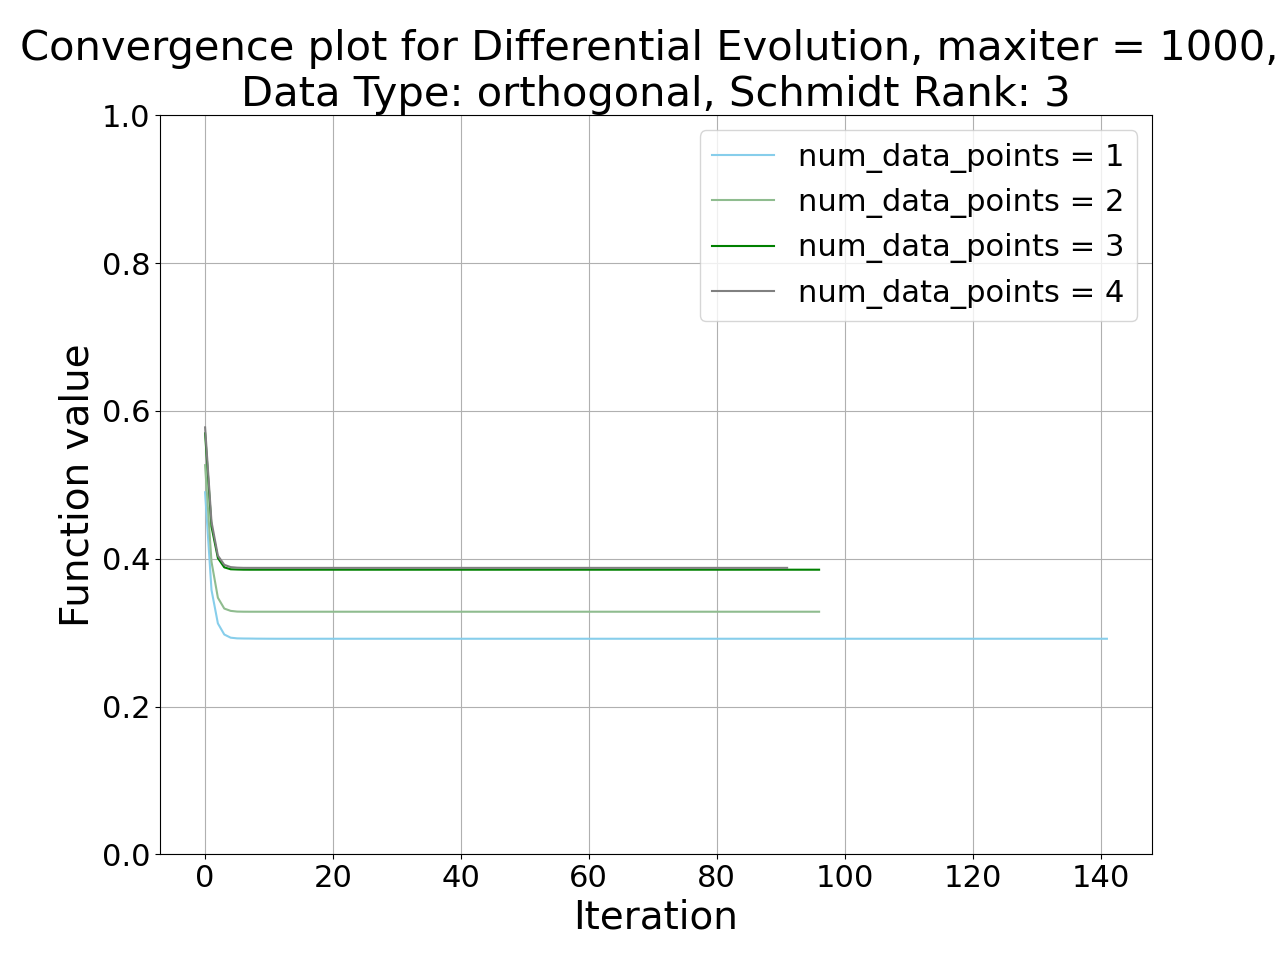 Convergence plot for Differential Evolution, maxiter = 1000,
Data Type: orthogonal, Schmidt Rank: 3
num_data_points = 1
num_data_points = 2
num_data_points = 3
num_data_points = 4
Function value
1.0
0.8
0.6
0.4
0.2
0.0
0 20 40 60 80 100 120 140
Iteration